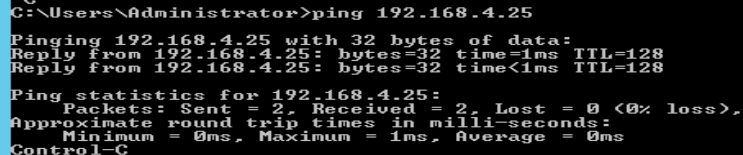 C:\Users\Administrator>ping 192.168.4.25
Pinging 192.168.4.25 with 32 bytes of data:
Reply from 192.168.4.25: bytes=32 time=1ms TTL=128
Reply from 192.168.4.25: bytes=32 time<1ms TTL=128
Ping statistics for 192.168.4.25:
    Packets: Sent = 2, Received = 2, Lost = 0 (0% loss),
Approximate round trip times in milli-seconds:
    Minimum = 0ms, Maximum = 1ms, Average = 0ms
Control-C